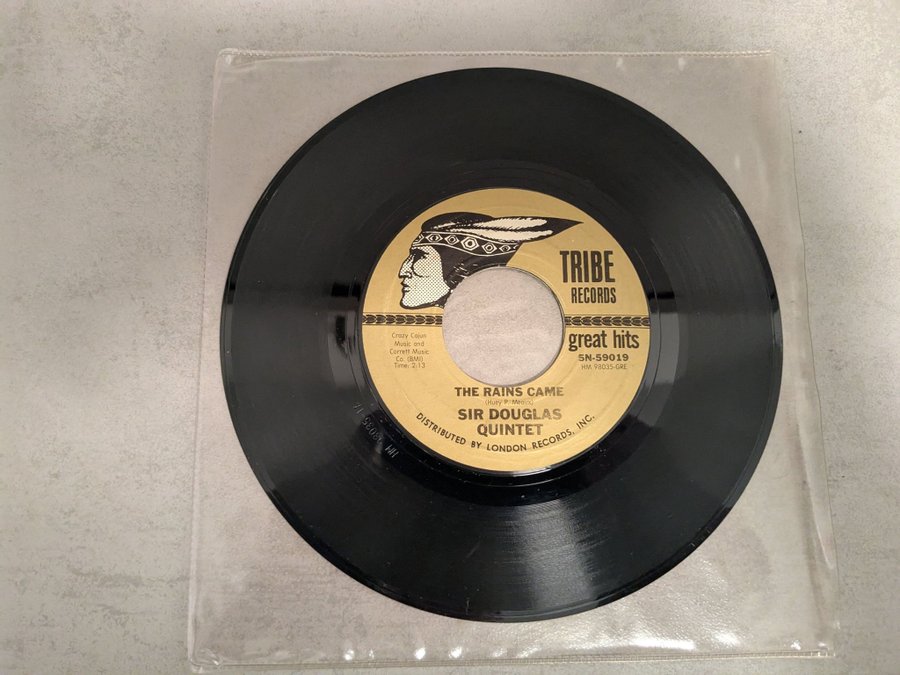 TRIBE
RECORDS
great hits
5N-59019
HM 98035-GRE
Crazy Cajun
Music and
Corrett Music
Co. (BMI)
Time: 2:13
THE RAINS CAME
(Huey P. Meaux)
SIR DOUGLAS
QUINTET
DISTRIBUTED BY LONDON RECORDS, INC.